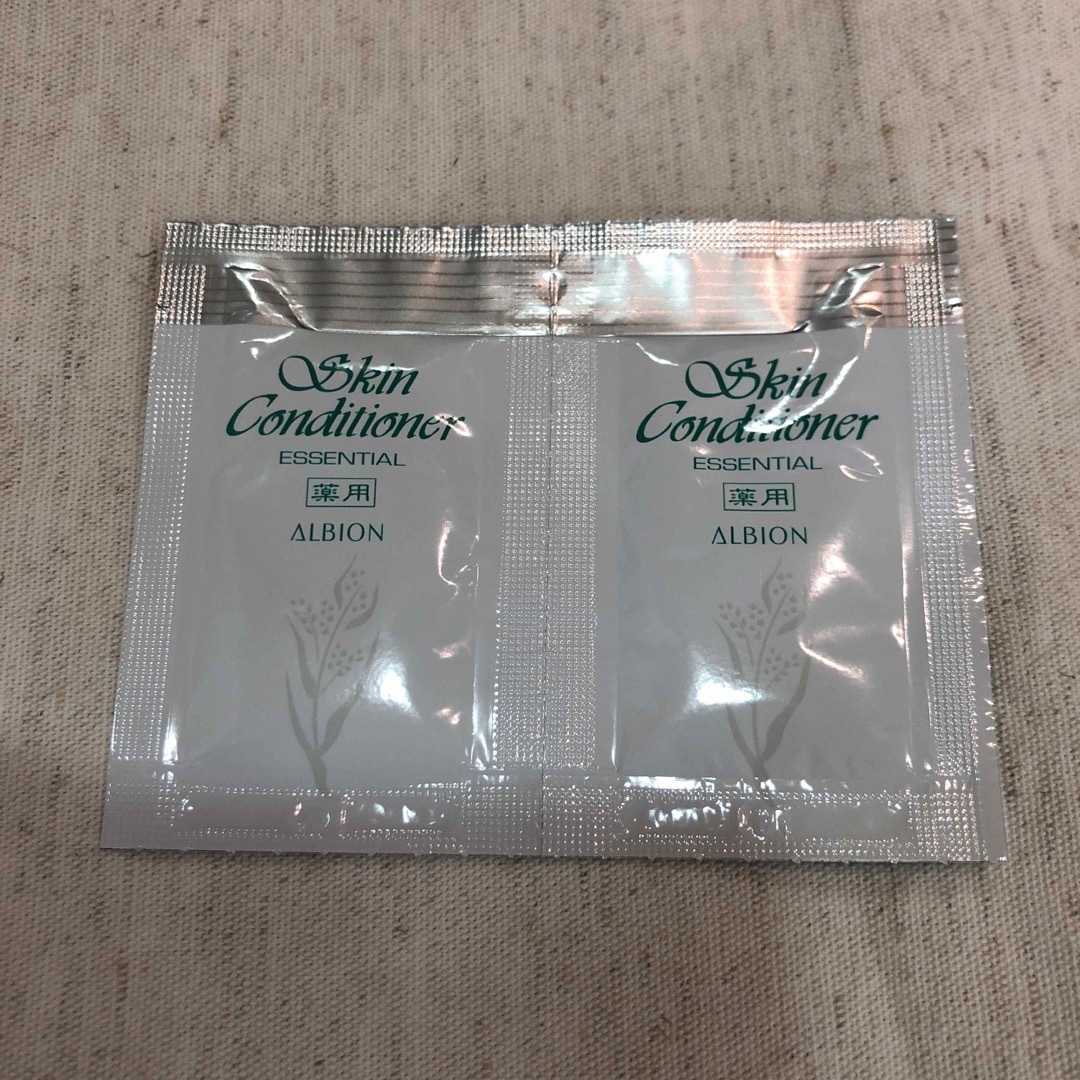 Skin
Conditioner
ESSENTIAL
薬用
ALBION
Skin
Conditioner
ESSENTIAL
薬用
ALBION